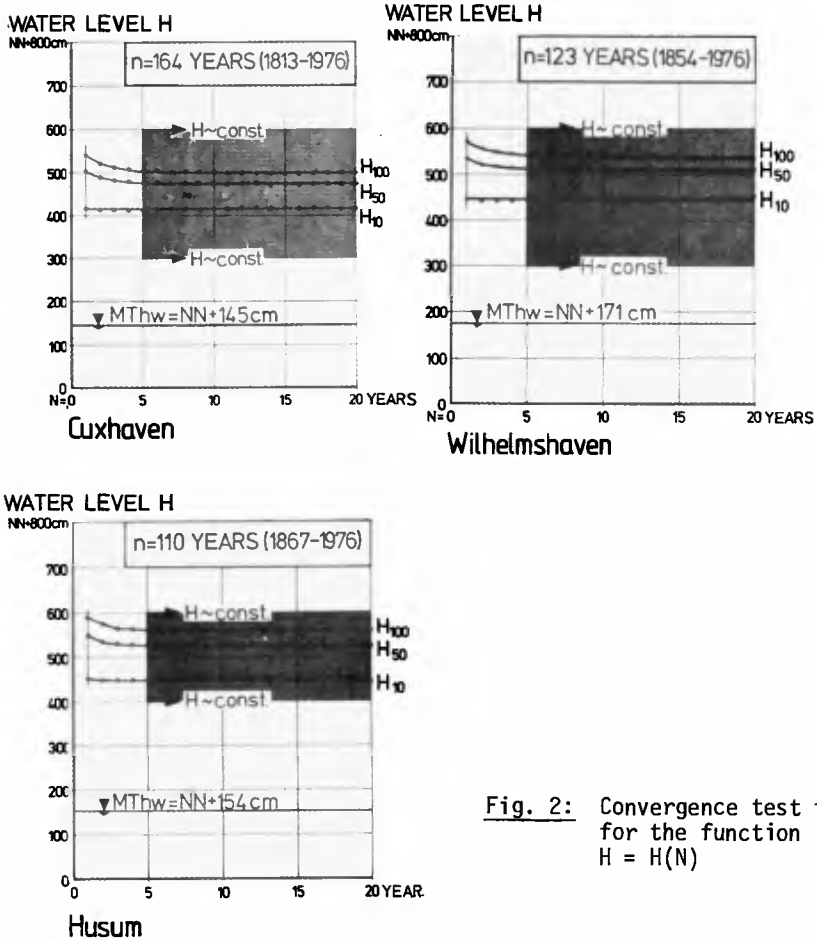 WATER LEVEL H
NN+800cm
n=164 YEARS (1813-1976)
700
600
H~const.
500
H100
H50
400
H10
300
H~const.
200
MThw=NN+145cm
100
0
N=0 5 10 15 20 YEARS
Cuxhaven
WATER LEVEL H
NN+800cm
n=123 YEARS (1854-1976)
700
600
H~const.
H100
500
H50
H10
400
300
H~const.
200
MThw=NN+171 cm
100
0
N=0 5 10 15 20 YEARS
Wilhelmshaven
WATER LEVEL H
NN+800cm
n=110 YEARS (1867-1976)
700
600
H~const.
H100
500
H50
H10
400
H~const.
300
200
MThw=NN+154cm
100
0
0 5 10 15 20 YEAR
Husum
Fig. 2: Convergence test
for the function
H = H(N)